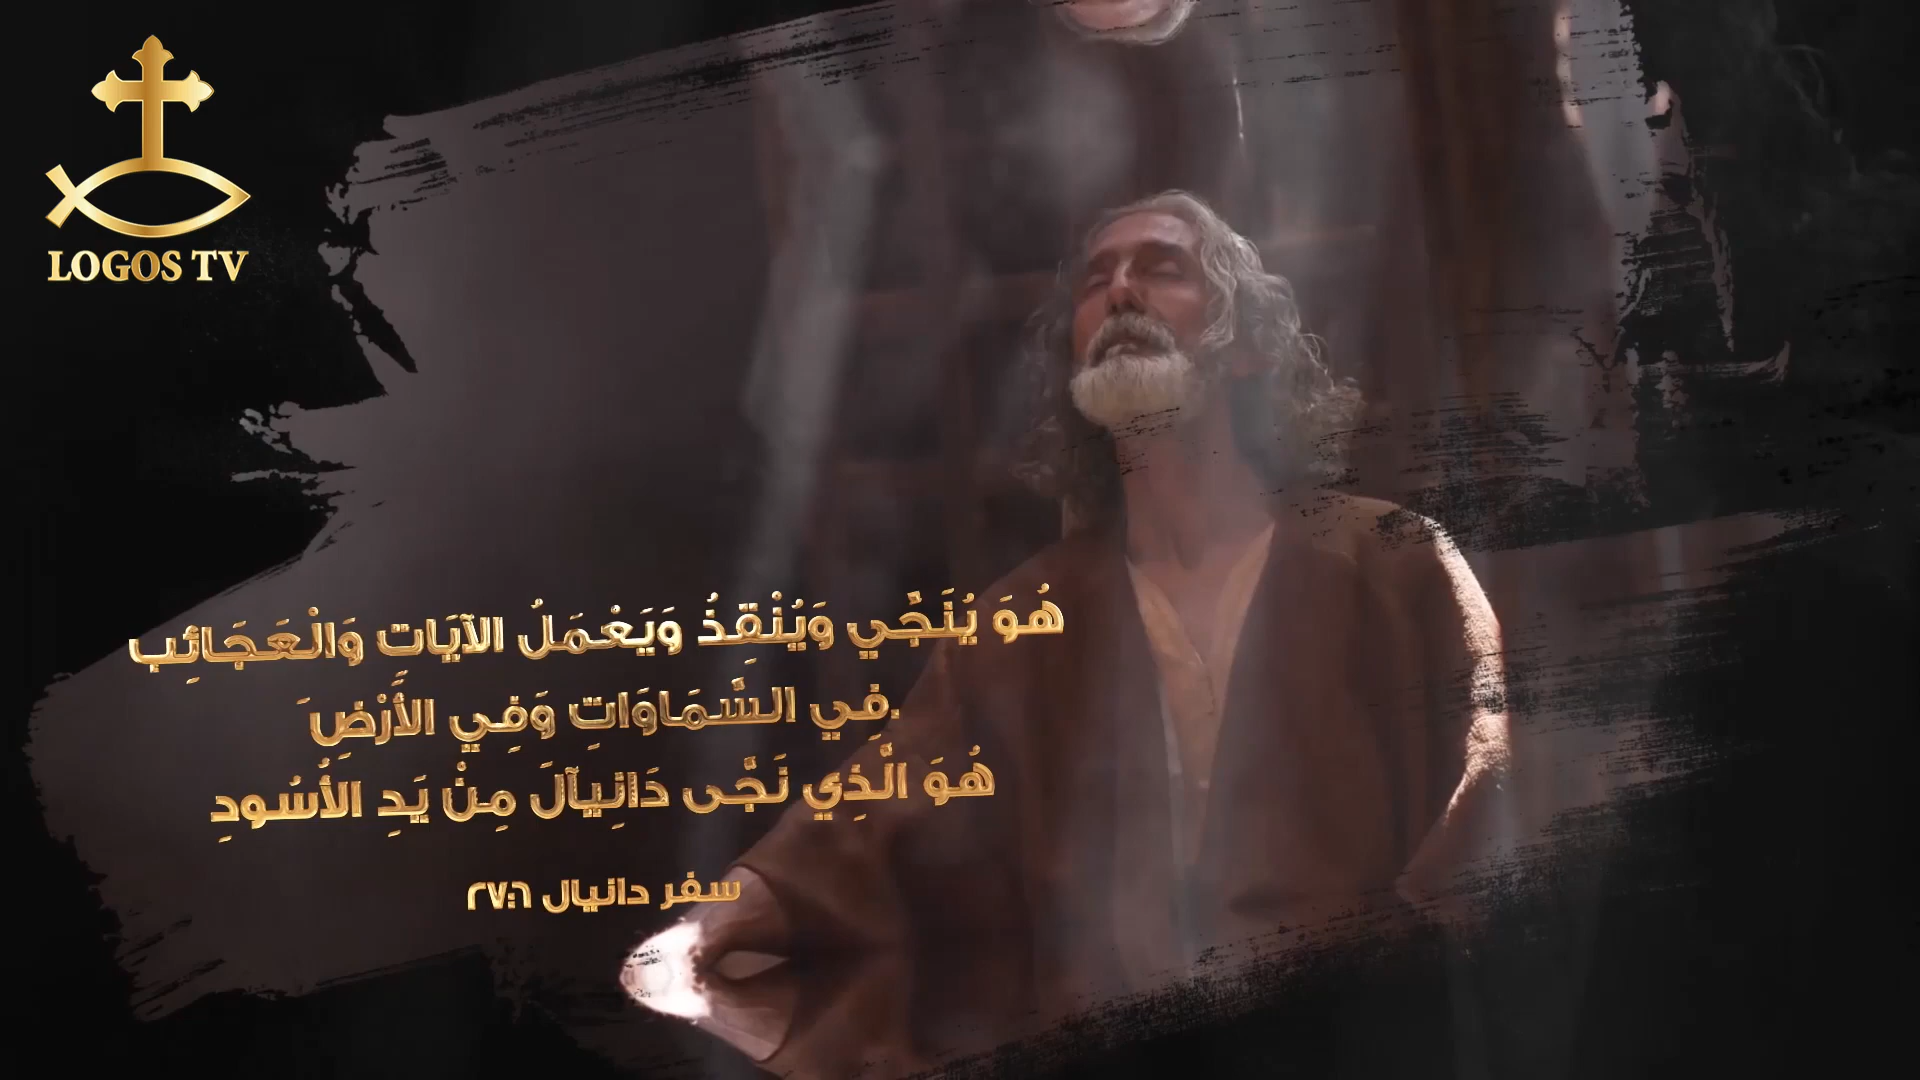 LOGOS TV
هُوَ يُنَجِّي وَيُنْقِذُ وَيَعْمَلُ الآيَاتِ وَالْعَجَائِبَ
فِي السَّمَاوَاتِ وَفِي الأَرْضِ.
هُوَ الَّذِي نَجَّى دَانِيآلَ مِنْ يَدِ الأُسُودِ
سفر دانيال ٢٧:٦